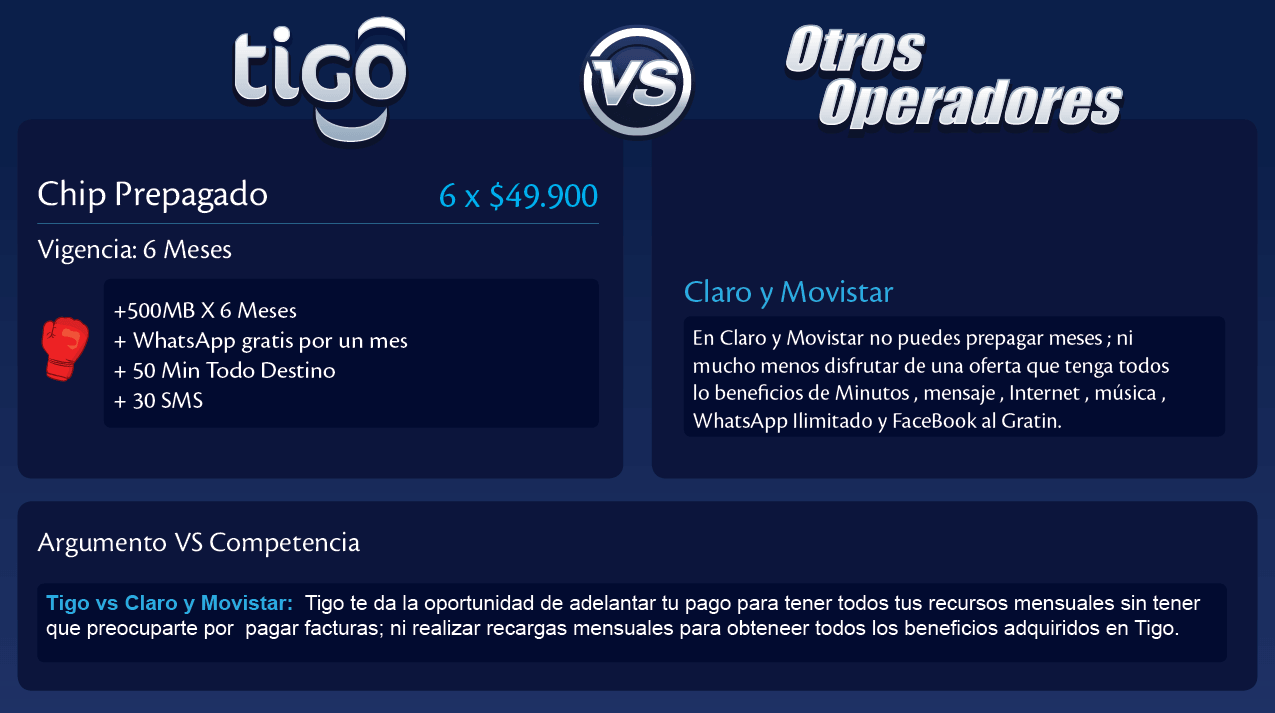 tigo
VS
Otros
Operadores
Chip Prepagado
6 x $49.900
Vigencia: 6 Meses
+500MB X 6 Meses
+ WhatsApp gratis por un mes
+ 50 Min Todo Destino
+ 30 SMS
Claro y Movistar
En Claro y Movistar no puedes prepagar meses ; ni
mucho menos disfrutar de una oferta que tenga todos
lo beneficios de Minutos , mensaje , Internet , música ,
WhatsApp Ilimitado y FaceBook al Gratin.
Argumento VS Competencia
Tigo vs Claro y Movistar:  Tigo te da la oportunidad de adelantar tu pago para tener todos tus recursos mensuales sin tener
que preocuparte por  pagar facturas; ni realizar recargas mensuales para obteneer todos los beneficios adquiridos en Tigo.